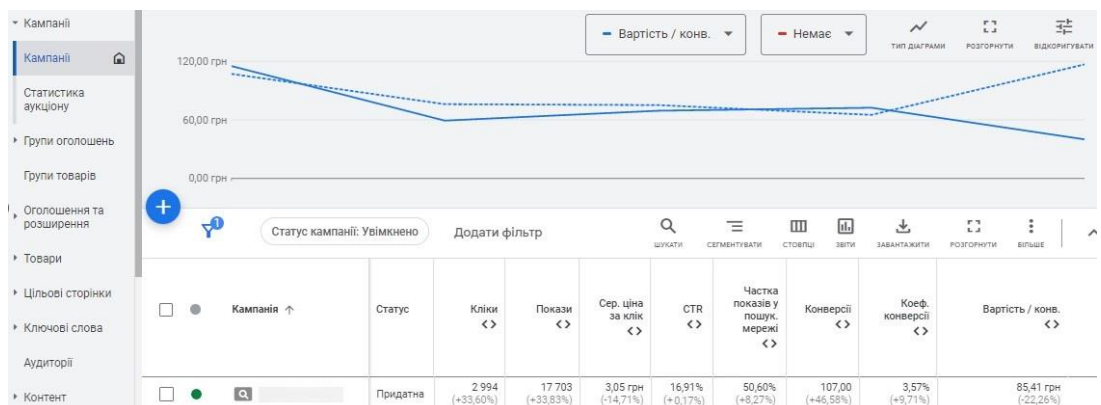 Кампанії
Кампанії
Статистика
аукціону
Групи оголошень
Групи товарів
Оголошення та
розширення
Товари
Цільові сторінки
Ключові слова
Аудиторії
Контент
Вартість / конв.
Немає
ТИП ДІАГРАМИ
РОЗГОРНУТИ
ВІДКОРИГУВАТИ
120,00 грн
60,00 грн
0,00 грн
1
Статус кампанії: Увімкнено
Додати фільтр
ШУКАТИ
СЕГМЕНТУВАТИ
СТОВПЦІ
ЗВІТИ
ЗАВАНТАЖИТИ
РОЗГОРНУТИ
БІЛЬШЕ
Кампанія
Статус
Кліки
Покази
Сер. ціна
за клік
CTR
Частка
показів у
пошук.
мережі
Конверсії
Коеф.
конверсії
Вартість / конв.
Придатна
2 994
(+33,60%)
17 703
(+33,83%)
3,05 грн
(-14,71%)
16,91%
(+0,17%)
50,60%
(+8,27%)
107,00
(+46,58%)
3,57%
(+9,71%)
85,41 грн
(-22,26%)